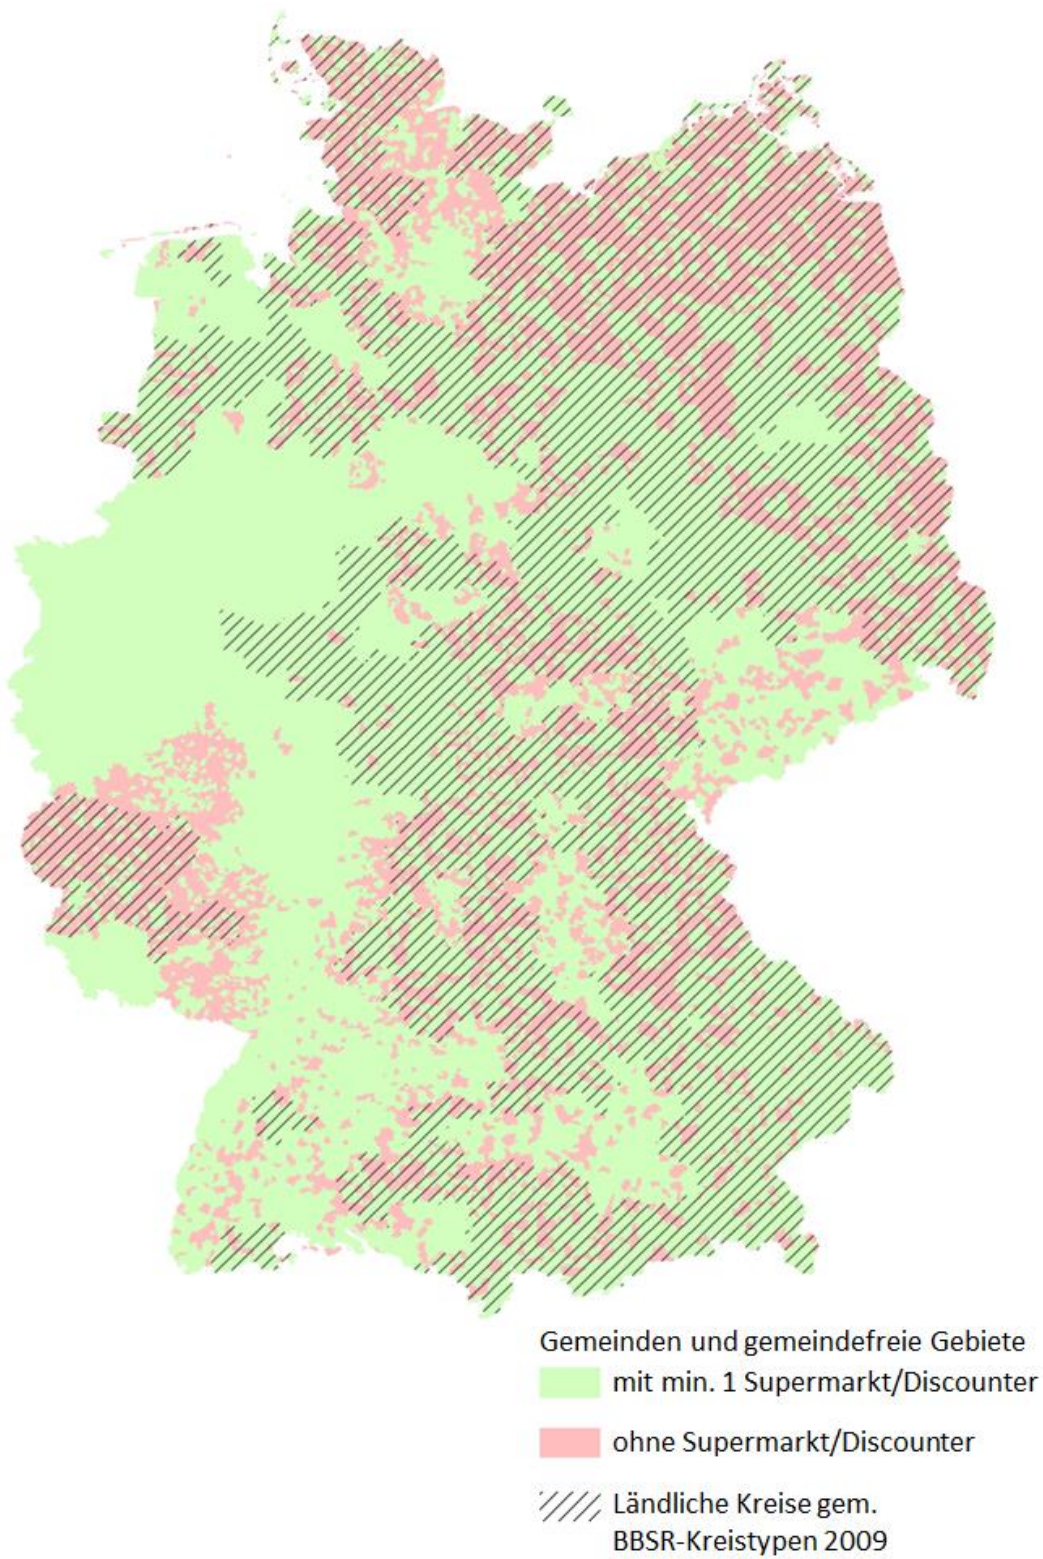 Gemeinden und gemeindefreie Gebiete
mit min. 1 Supermarkt/Discounter
ohne Supermarkt/Discounter
Ländliche Kreise gem.
BBSR-Kreistypen 2009